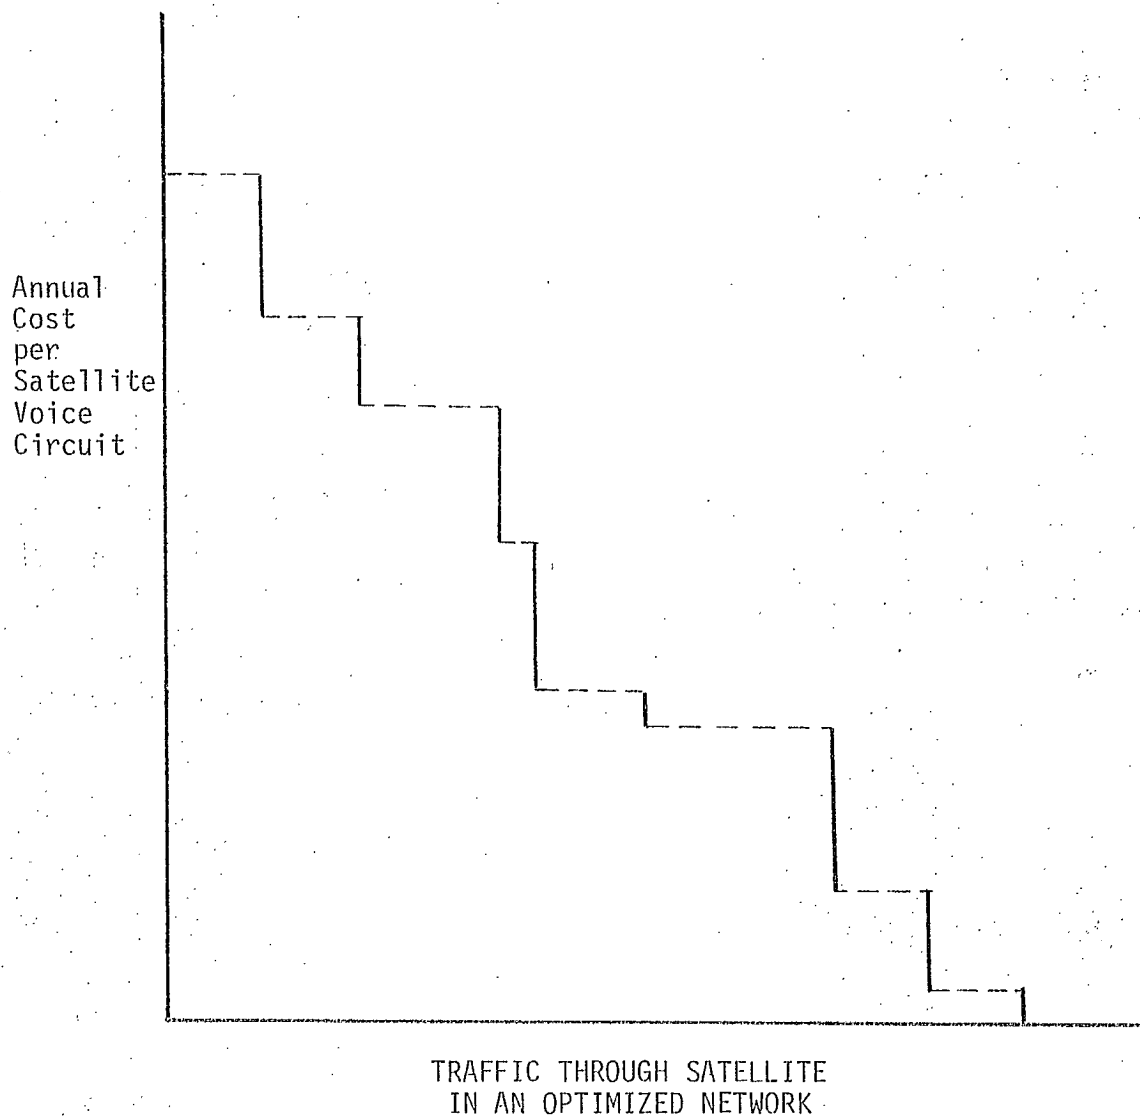 Annual
Cost
per
Satellite
Voice
Circuit
TRAFFIC THROUGH SATELLITE
IN AN OPTIMIZED NETWORK